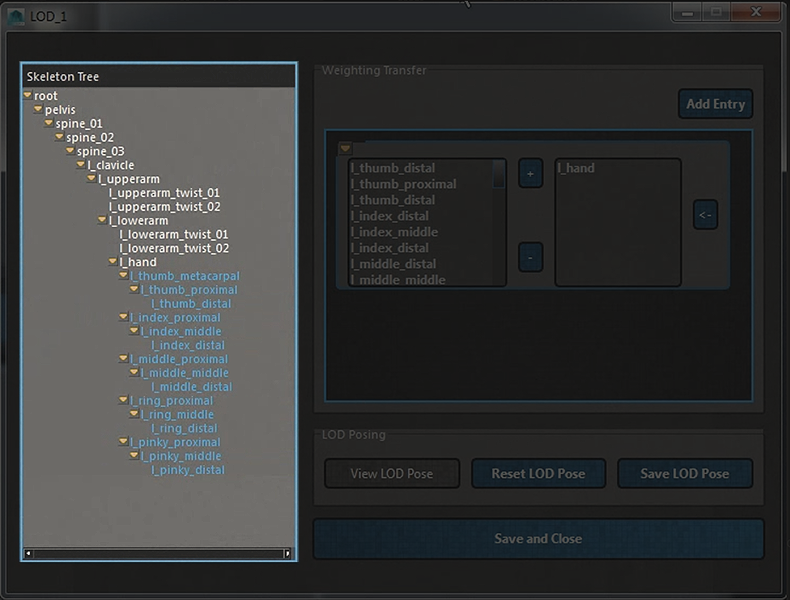 LOD_1
Skeleton Tree
root
pelvis
spine_01
spine_02
spine_03
l_clavicle
l_upperarm
l_upperarm_twist_01
l_upperarm_twist_02
l_lowerarm
l_lowerarm_twist_01
l_lowerarm_twist_02
l_hand
l_thumb_metacarpal
l_thumb_proximal
l_thumb_distal
l_index_proximal
l_index_middle
l_index_distal
l_middle_proximal
l_middle_middle
l_middle_distal
l_ring_proximal
l_ring_middle
l_ring_distal
l_pinky_proximal
l_pinky_middle
l_pinky_distal
Weighting Transfer
Add Entry
l_thumb_distal
l_thumb_proximal
l_thumb_distal
l_index_distal
l_index_middle
l_index_distal
l_middle_distal
l_middle_middle
+
-
l_hand
<-
LOD Posing
View LOD Pose
Reset LOD Pose
Save LOD Pose
Save and Close